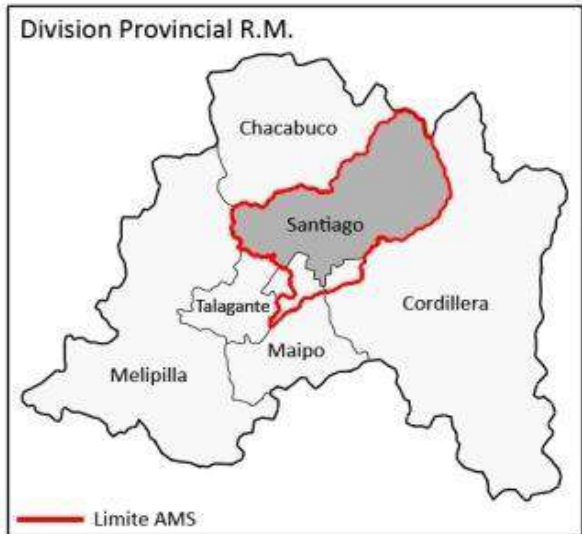 Division Provincial R.M.
Chacabuco
Santiago
Talagante
Cordillera
Maipo
Melipilla
Limite AMS